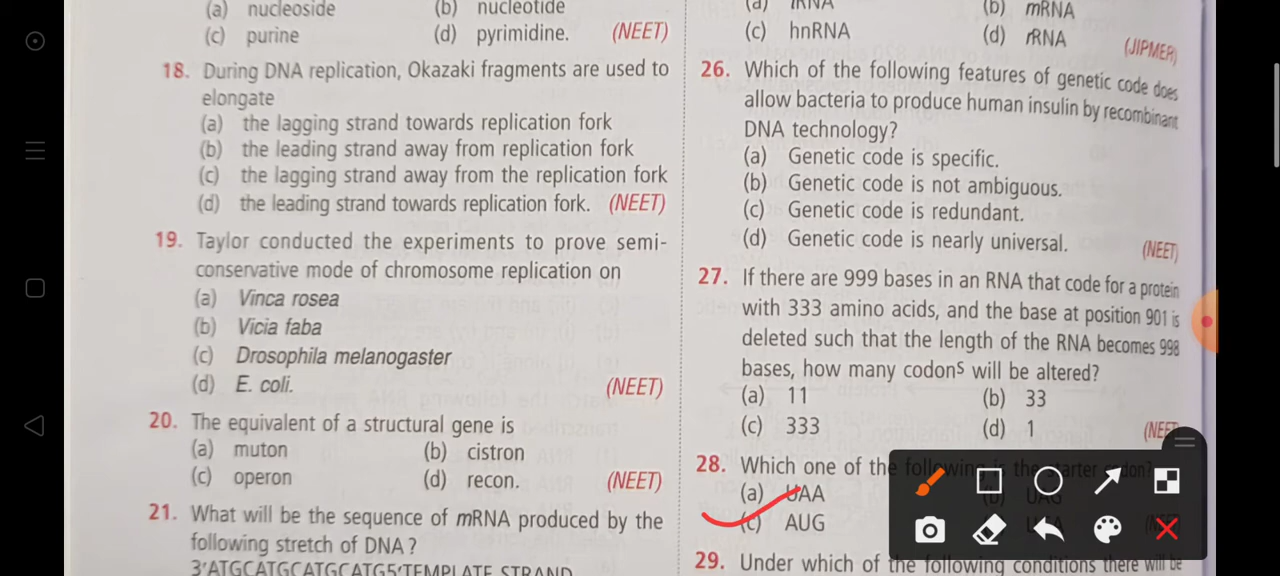 (a) nucleoside (b) nucleotide
(c) purine (d) pyrimidine. (NEET)
18. During DNA replication, Okazaki fragments are used to
elongate
(a) the lagging strand towards replication fork
(b) the leading strand away from replication fork
(c) the lagging strand away from the replication fork
(d) the leading strand towards replication fork. (NEET)
19. Taylor conducted the experiments to prove semi-
conservative mode of chromosome replication on
(a) Vinca rosea
(b) Vicia faba
(c) Drosophila melanogaster
(d) E. coli. (NEET)
20. The equivalent of a structural gene is
(a) muton (b) cistron
(c) operon (d) recon. (NEET)
21. What will be the sequence of mRNA produced by the
following stretch of DNA?
3'ATGCATGCATGCATG5'TEMPLATE STRAND
(a) (b) mRNA
(c) hnRNA (d) rRNA (JIPMER)
26. Which of the following features of genetic code does
allow bacteria to produce human insulin by recombinant
DNA technology?
(a) Genetic code is specific.
(b) Genetic code is not ambiguous.
(c) Genetic code is redundant.
(d) Genetic code is nearly universal. (NEET)
27. If there are 999 bases in an RNA that code for a protein
with 333 amino acids, and the base at position 901 is
deleted such that the length of the RNA becomes 998
bases, how many codons will be altered?
(a) 11 (b) 33
(c) 333 (d) 1
28. Which one of the following is the starter codon?
(a) UAA (b) UAG
(c) AUG
29. Under which of the following conditions there will be